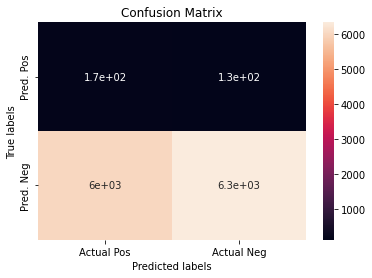 Confusion Matrix
True labels
Pred. Pos
1.7e+02 1.3e+02
Pred. Neg
6e+03 6.3e+03
Actual Pos Actual Neg
Predicted labels
6000
5000
4000
3000
2000
1000